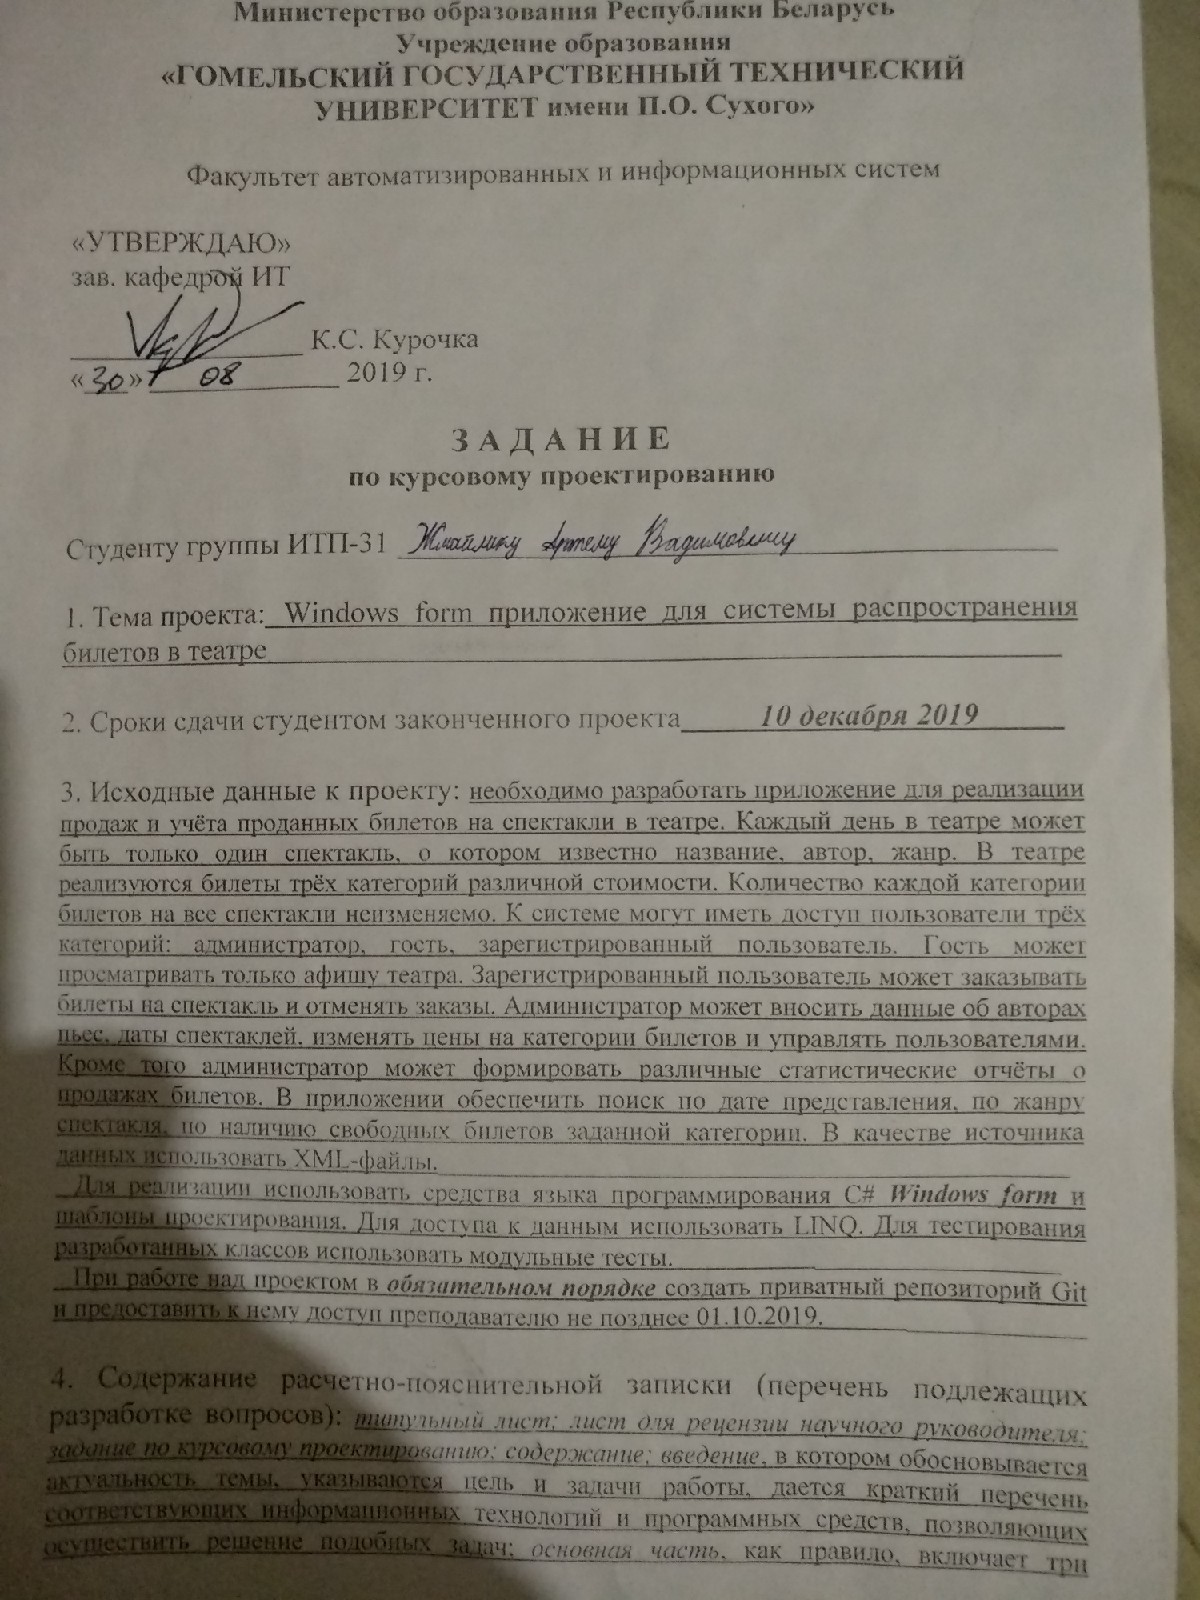 Министерство образования Республики Беларусь
Учреждение образования
«ГОМЕЛЬСКИЙ ГОСУДАРСТВЕННЫЙ ТЕХНИЧЕСКИЙ
УНИВЕРСИТЕТ имени П.О. Сухого»
Факультет автоматизированных и информационных систем
«УТВЕРЖДАЮ»
зав. кафедрой ИТ
К.С. Курочка
«30» 08 2019 г.
З А Д А Н И Е
по курсовому проектированию
Студенту группы ИТП-31 Артему Вадимовичу
1. Тема проекта: Windows form приложение для системы распространения
билетов в театре
2. Сроки сдачи студентом законченного проекта 10 декабря 2019
3. Исходные данные к проекту: необходимо разработать приложение для реализации
продаж и учёта проданных билетов на спектакли в театре. Каждый день в театре может
быть только один спектакль, о котором известно название, автор, жанр. В театре
реализуются билеты трёх категорий различной стоимости. Количество каждой категории
билетов на все спектакли неизменяемо. К системе могут иметь доступ пользователи трёх
категорий: администратор, гость, зарегистрированный пользователь. Гость может
просматривать только афишу театра. Зарегистрированный пользователь может заказывать
билеты на спектакль и отменять заказы. Администратор может вносить данные об авторах
пьес, даты спектаклей, изменять цены на категории билетов и управлять пользователями.
Кроме того администратор может формировать различные статистические отчёты о
продажах билетов. В приложении обеспечить поиск по дате представления, по жанру
спектакля, по наличию свободных билетов заданной категории. В качестве источника
данных использовать XML-файлы.
Для реализации использовать средства языка программирования C# Windows form и
шаблоны проектирования. Для доступа к данным использовать LINQ. Для тестирования
разработанных классов использовать модульные тесты.
При работе над проектом в обязательном порядке создать приватный репозиторий Git
и предоставить к нему доступ преподавателю не позднее 01.10.2019.
4. Содержание расчетно-пояснительной записки (перечень подлежащих
разработке вопросов): титульный лист; лист для рецензии научного руководителя;
задание по курсовому проектированию; содержание; введение, в котором обосновывается
актуальность темы, указываются цель и задачи работы, дается краткий перечень
соответствующих информационных технологий и программных средств, позволяющих
осуществить решение подобных задач; основная часть, как правило, включает три